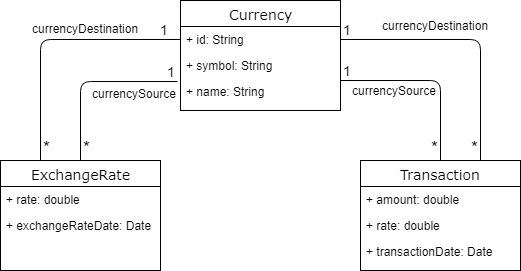 Currency
+ id: String
+ symbol: String
+ name: String
currencyDestination
1
1
currencySource
1
currencyDestination
1
currencySource
*
*
*
*
ExchangeRate
+ rate: double
+ exchangeRateDate: Date
Transaction
+ amount: double
+ rate: double
+ transactionDate: Date